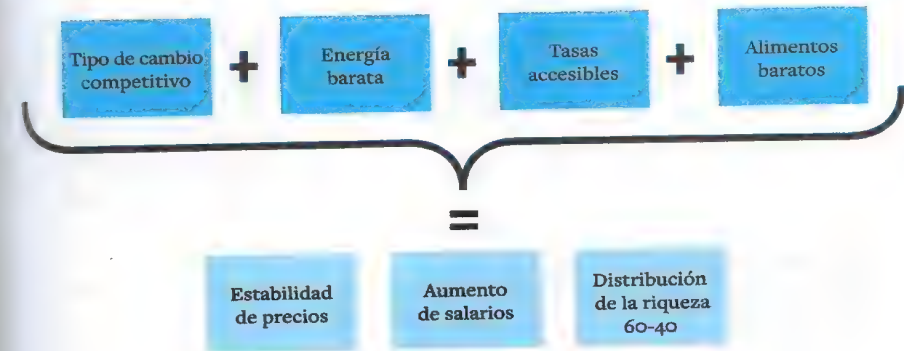 Tipo de cambio
competitivo
+
Energía
barata
+
Tasas
accesibles
+
Alimentos
baratos
=
Estabilidad
de precios
Aumento
de salarios
Distribución
de la riqueza
60-40